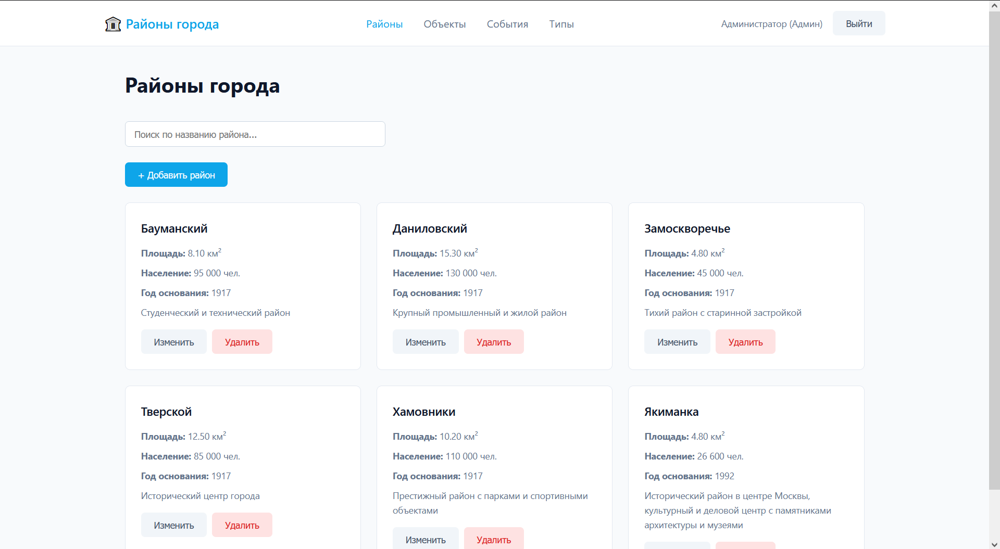 Районы города
Районы
Объекты
События
Типы
Администратор (Админ)
Выйти
Районы города
Поиск по названию района...
+ Добавить район
Бауманский
Площадь: 8.10 км²
Население: 95 000 чел.
Год основания: 1917
Студенческий и технический район
Изменить
Удалить
Даниловский
Площадь: 15.30 км²
Население: 130 000 чел.
Год основания: 1917
Крупный промышленный и жилой район
Изменить
Удалить
Замоскворечье
Площадь: 4.80 км²
Население: 45 000 чел.
Год основания: 1917
Тихий район с старинной застройкой
Изменить
Удалить
Тверской
Площадь: 12.50 км²
Население: 85 000 чел.
Год основания: 1917
Исторический центр города
Изменить
Удалить
Хамовники
Площадь: 10.20 км²
Население: 110 000 чел.
Год основания: 1917
Престижный район с парками и спортивными
объектами
Изменить
Удалить
Якиманка
Площадь: 4.80 км²
Население: 26 600 чел.
Год основания: 1992
Исторический район в центре Москвы,
культурный и деловой центр с памятниками
архитектуры и музеями